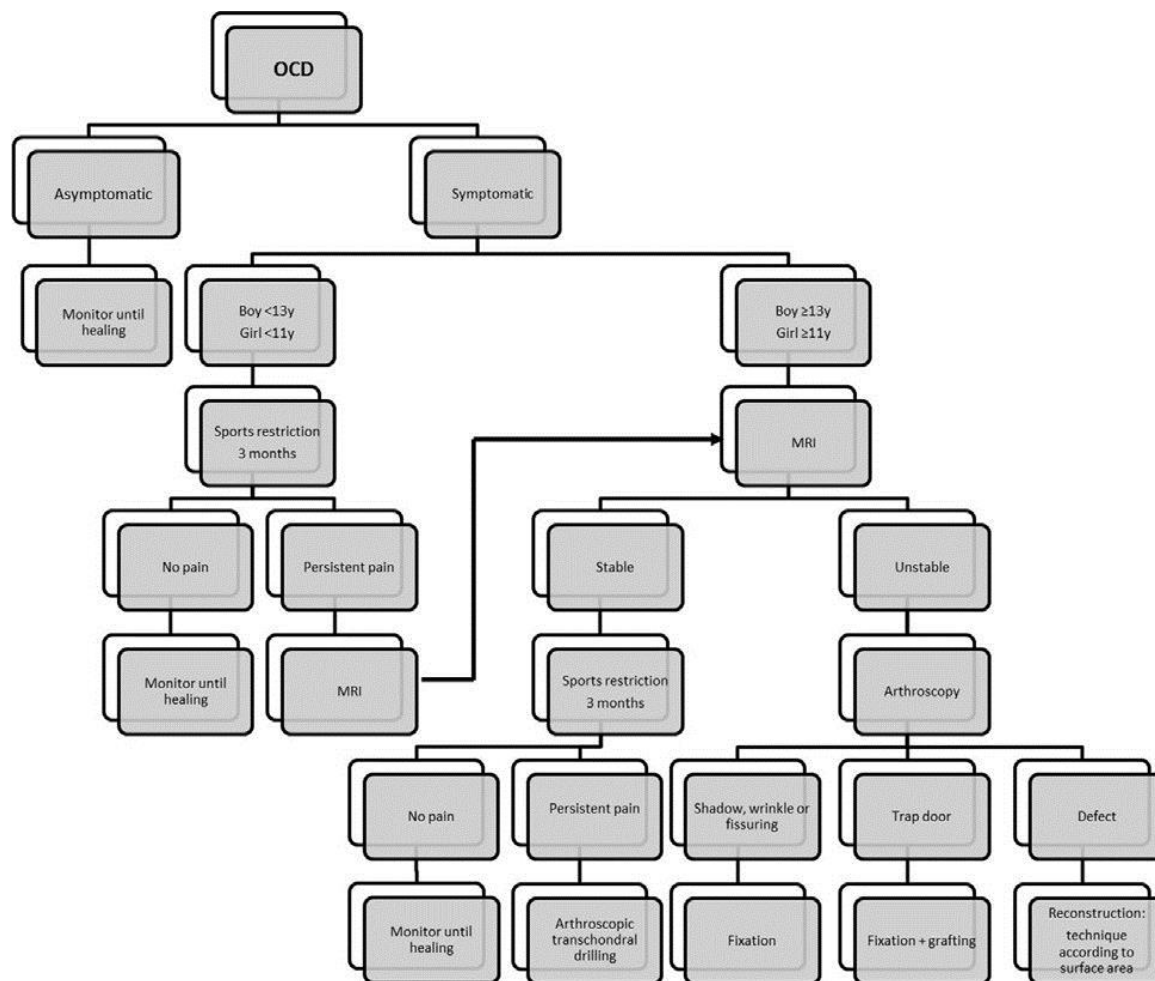 OCD
Asymptomatic
Symptomatic
Monitor until
healing
Boy <13y
Girl <11y
Boy ≥13y
Girl ≥11y
Sports restriction
3 months
MRI
No pain
Persistent pain
Stable
Unstable
Monitor until
healing
MRI
Sports restriction
3 months
Arthroscopy
No pain
Persistent pain
Shadow, wrinkle or
fissuring
Trap door
Defect
Monitor until
healing
Arthroscopic
transchondral
drilling
Fixation
Fixation + grafting
Reconstruction:
technique
according to
surface area